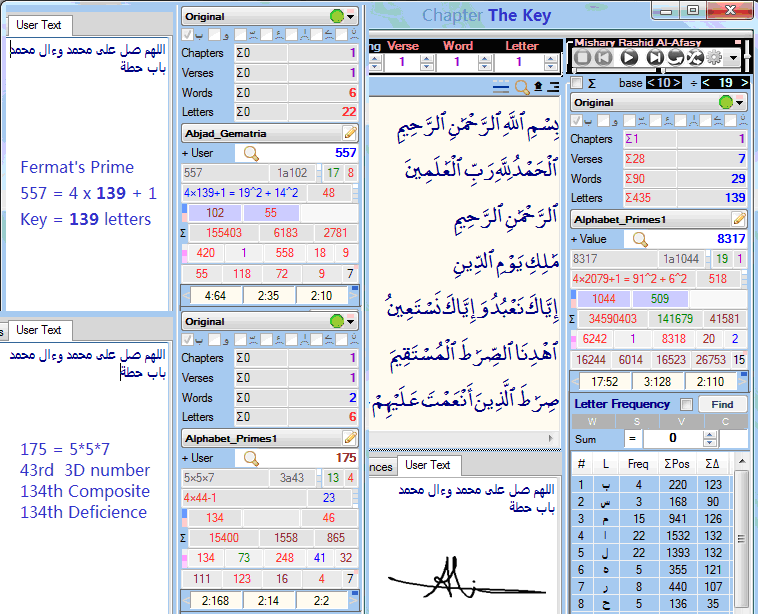 User Text
اللهم صل على محمد وءال محمد
باب حطة
Fermat's Prime
557 = 4 x 139 + 1
Key = 139 letters
Original
Chapters Σ0 1
Verses Σ0 1
Words Σ0 6
Letters Σ0 22
Abjad_Gematria
+ User 557
557 1a102 17 8
4×139+1 = 19^2 + 14^2 48
102 55
Σ 155403 6183 2781
420 1 558 18 9
55 118 72 9 7
4:64 2:35 2:10
User Text
اللهم صل على محمد وءال محمد
باب حطة
175 = 5*5*7
43rd 3D number
134th Composite
134th Deficience
Original
Chapters Σ0 1
Verses Σ0 1
Words Σ0 2
Letters Σ0 6
Alphabet_Primes1
+ User 175
5×5×7 3a43 13 4
4×44-1 23
134 46
Σ 15400 1558 865
134 73 248 41 32
111 123 16 4 7
2:168 2:14 2:2
Chapter The Key
ng Verse Word Letter
1 1 1
بِسْمِ ٱللَّهِ ٱلرَّحْمَٰنِ ٱلرَّحِيمِ
ٱلْحَمْدُ لِلَّهِ رَبِّ ٱلْعَٰلَمِينَ
ٱلرَّحْمَٰنِ ٱلرَّحِيمِ
مَٰلِكِ يَوْمِ ٱلدِّينِ
إِيَّاكَ نَعْبُدُ وَإِيَّاكَ نَسْتَعِينُ
ٱهْدِنَا ٱلصِّرَٰطَ ٱلْمُسْتَقِيمَ
صِرَٰطَ ٱلَّذِينَ أَنْعَمْتَ عَلَيْهِمْ
ences User Text
اللهم صل على محمد وءال محمد
باب حطة
Mishary Rashid Al-Afasy
Σ base < 10 > ÷ < 19 >
Original
Chapters Σ1 1
Verses Σ28 7
Words Σ90 29
Letters Σ435 139
Alphabet_Primes1
+ Value 8317
8317 1a1044 19 1
4×2079+1 = 91^2 + 6^2 518
1044 509
Σ 34590403 141679 41581
6242 1 8318 20 2
16244 6014 16523 26753 15
17:52 3:128 2:110
Letter Frequency Find
W S V C
Sum = 0
# L Freq ΣPos ΣΔ
1 ب 4 220 123
2 س 3 168 90
3 م 15 941 126
4 ا 22 1532 132
5 ل 22 1393 132
6 ه 5 355 121
7 ر 8 440 107
8 ح 5 136 35